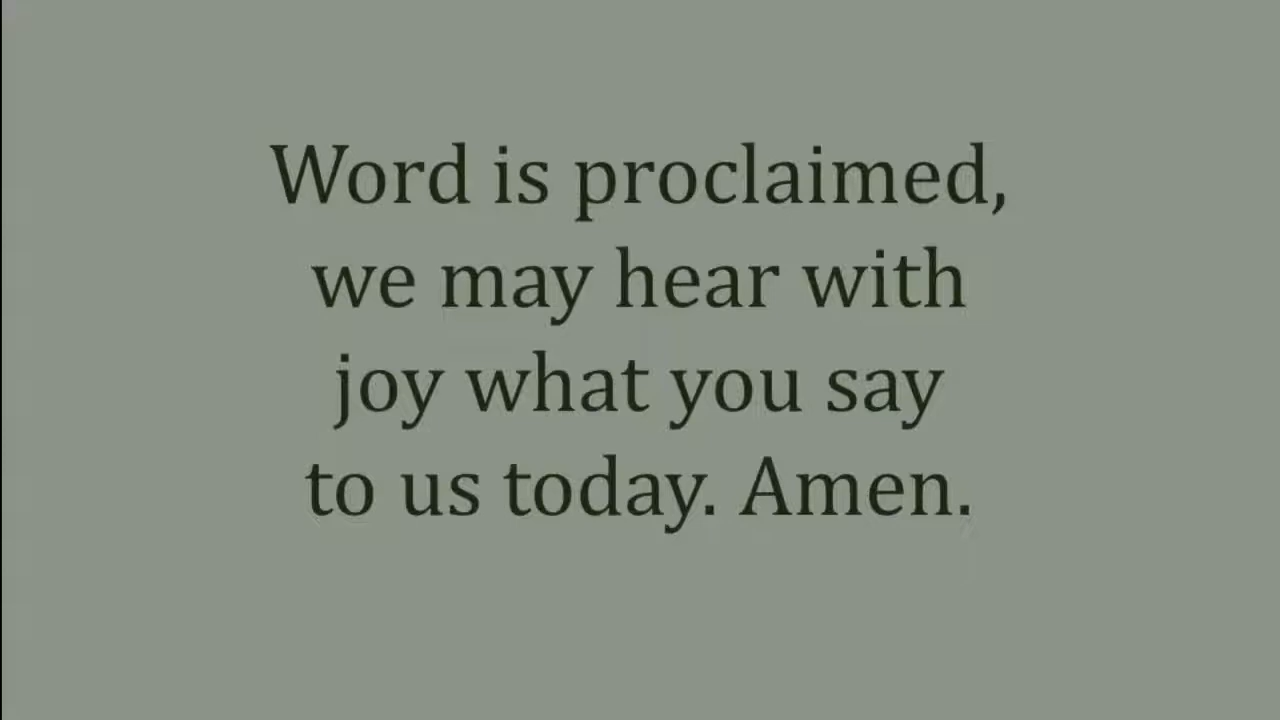 Word is proclaimed,
we may hear with
joy what you say
to us today. Amen.